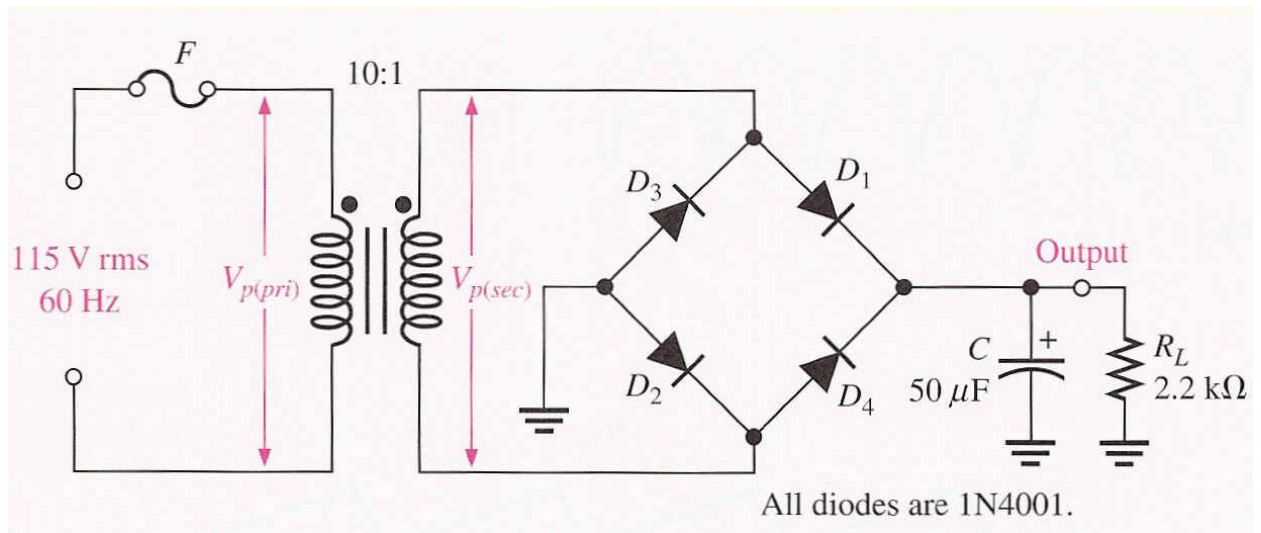 F
10:1
D3
D1
115 V rms
60 Hz
Vp(pri)
Vp(sec)
Output
D2
D4
C
+
50 μF
RL
2.2 kΩ
All diodes are 1N4001.